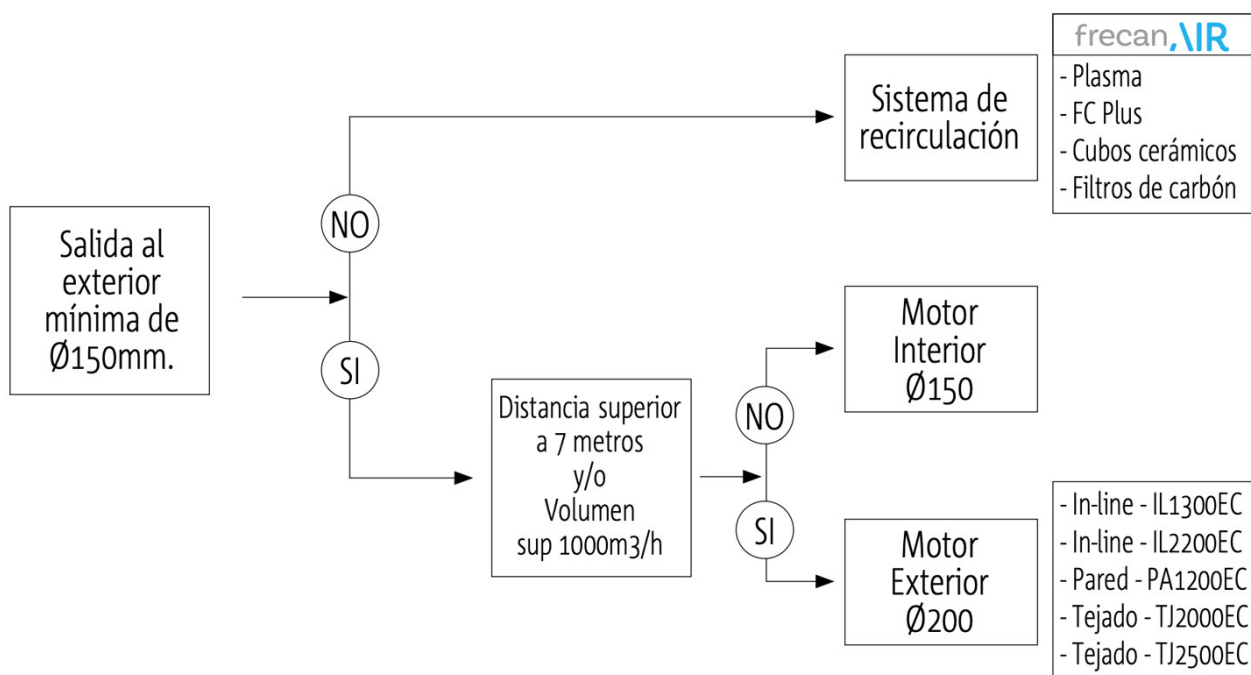 Salida al
exterior
mínima de
Ø150mm.
NO
SI
Sistema de
recirculación
frecanAIR
- Plasma
- FC Plus
- Cubos cerámicos
- Filtros de carbón
Distancia superior
a 7 metros
y/o
Volumen
sup 1000m3/h
NO
SI
Motor
Interior
Ø150
Motor
Exterior
Ø200
- In-line - IL1300EC
- In-line - IL2200EC
- Pared - PA1200EC
- Tejado - TJ2000EC
- Tejado - TJ2500EC